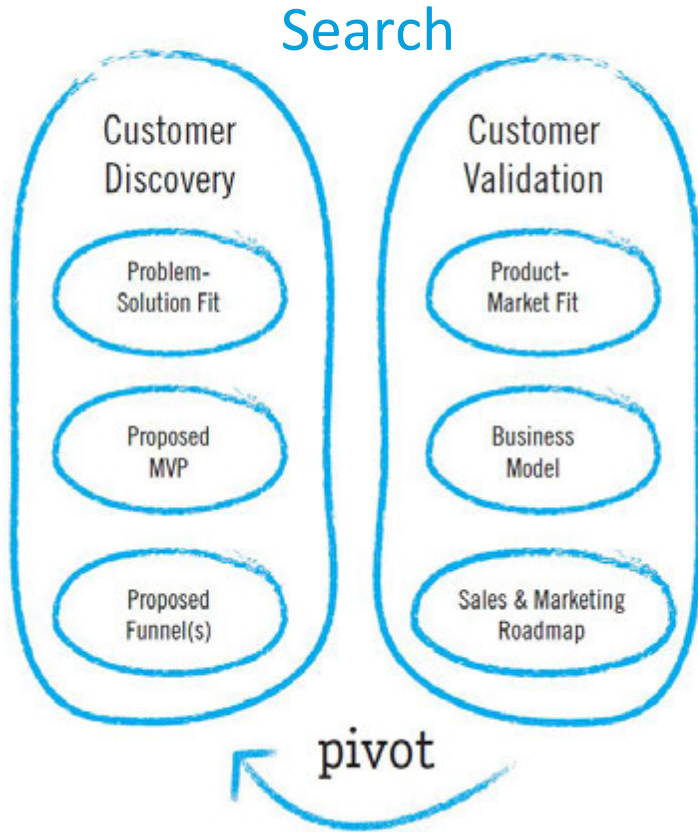 Search
Customer
Discovery
Problem-
Solution Fit
Proposed
MVP
Proposed
Funnel(s)
Customer
Validation
Product-
Market Fit
Business
Model
Sales & Marketing
Roadmap
pivot